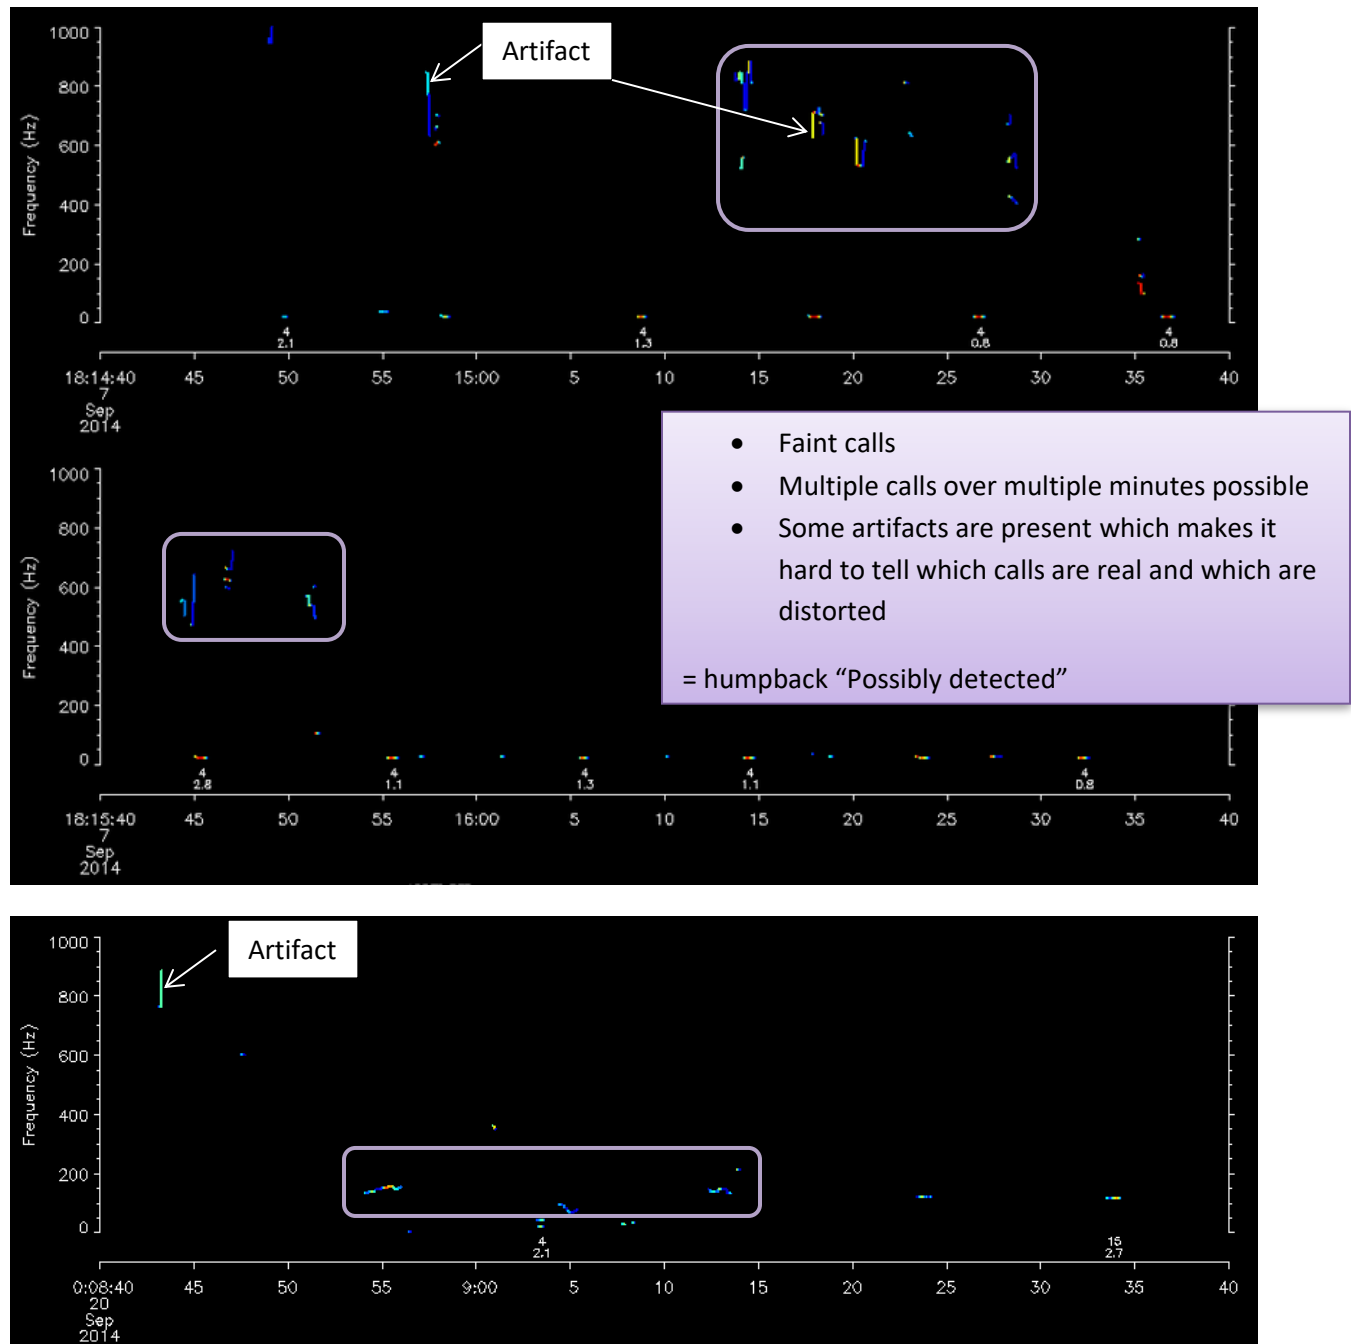 Artifact
1000
800
600
400
200
0
Frequency (Hz)
4 4 4 4
2.1 1.3 0.8 0.8
18:14:40 45 50 55 15:00 5 10 15 20 25 30 35 40
7
Sep
2014
• Faint calls
• Multiple calls over multiple minutes possible
• Some artifacts are present which makes it
hard to tell which calls are real and which are
distorted
= humpback “Possibly detected”
1000
800
600
400
200
0
Frequency (Hz)
4 4 4 4 4
2.8 1.1 1.3 1.1 0.8
18:15:40 45 50 55 16:00 5 10 15 20 25 30 35 40
7
Sep
2014
Artifact
1000
800
600
400
200
0
Frequency (Hz)
4 15
2.1 2.7
0:08:40 45 50 55 9:00 5 10 15 20 25 30 35 40
20
Sep
2014